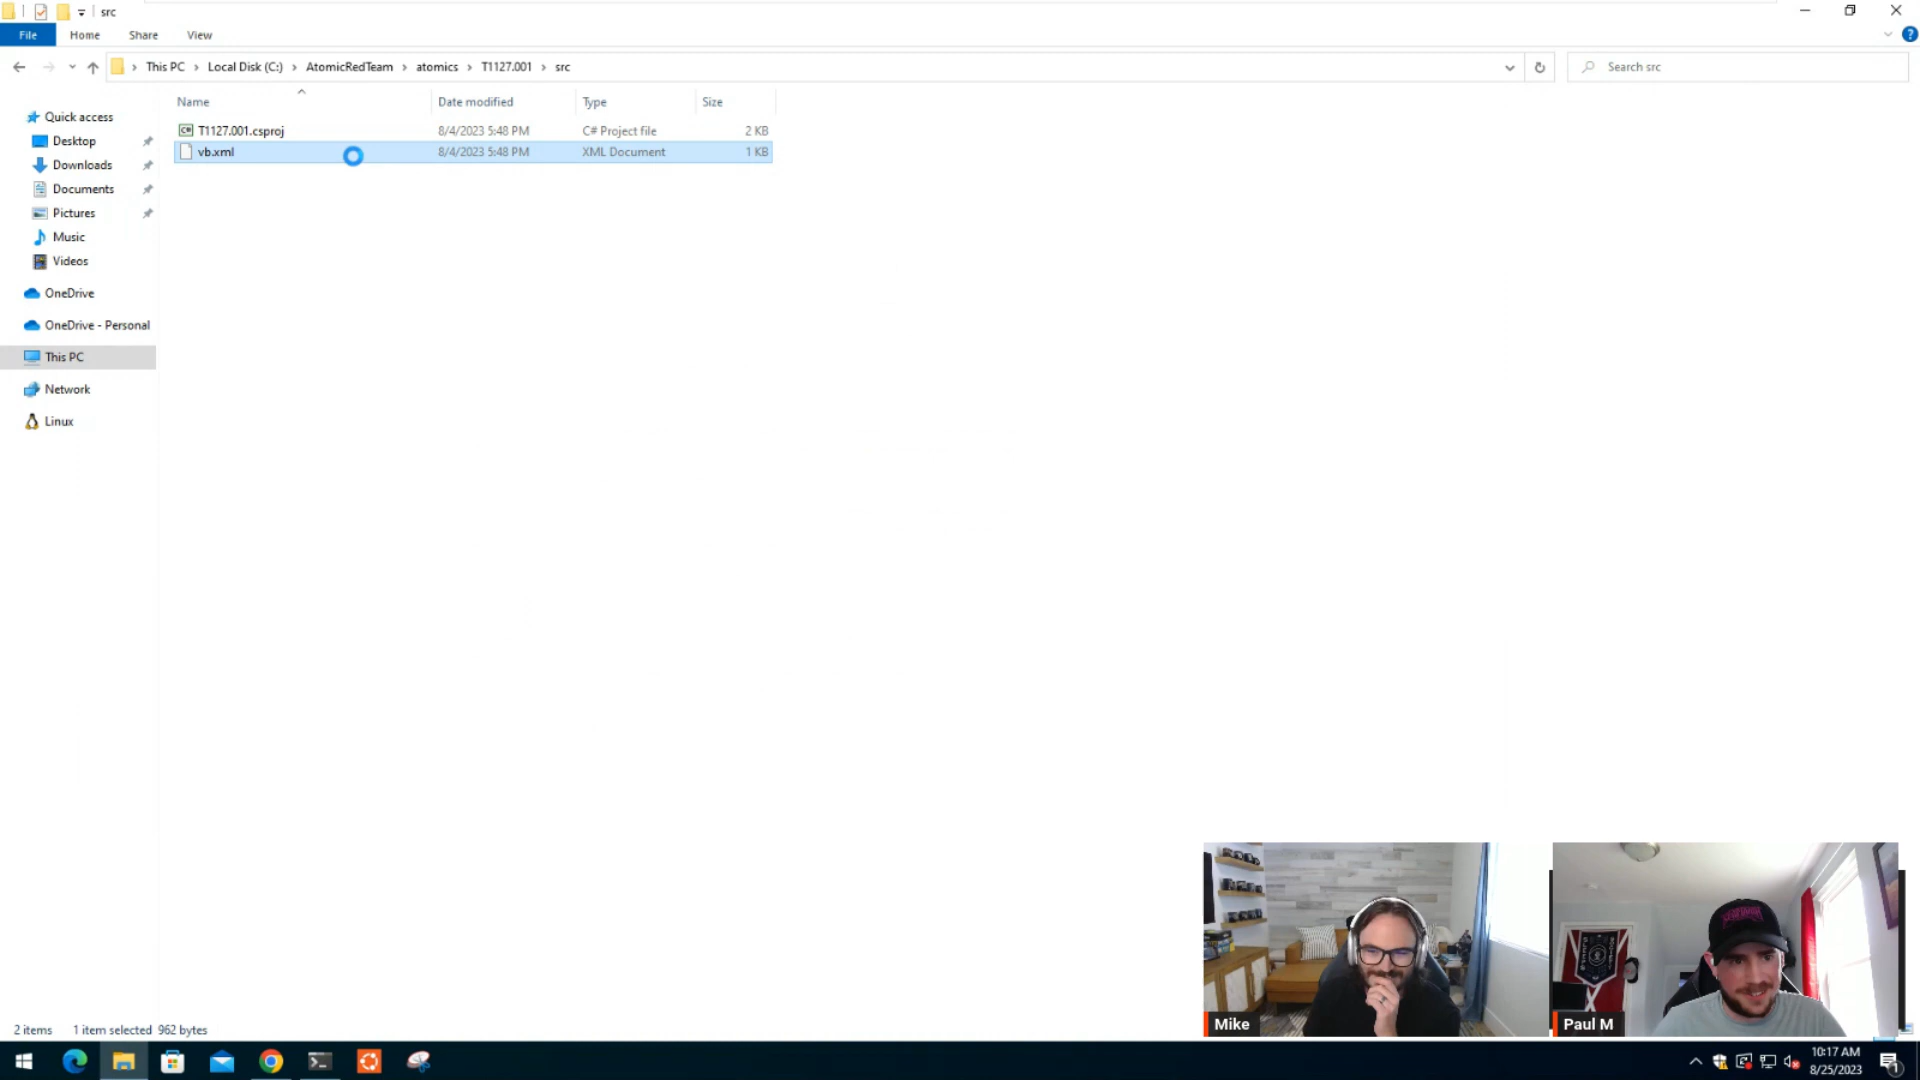 src
File Home Share View
This PC Local Disk (C:) AtomicRedTeam atomics T1127.001 src
Search src
Name Date modified Type Size
T1127.001.csproj 8/4/2023 5:48 PM C# Project file 2 KB
vb.xml 8/4/2023 5:48 PM XML Document 1 KB
Quick access
Desktop
Downloads
Documents
Pictures
Music
Videos
OneDrive
OneDrive - Personal
This PC
Network
Linux
Mike
Paul M
2 items 1 item selected 962 bytes
10:17 AM
8/25/2023
1